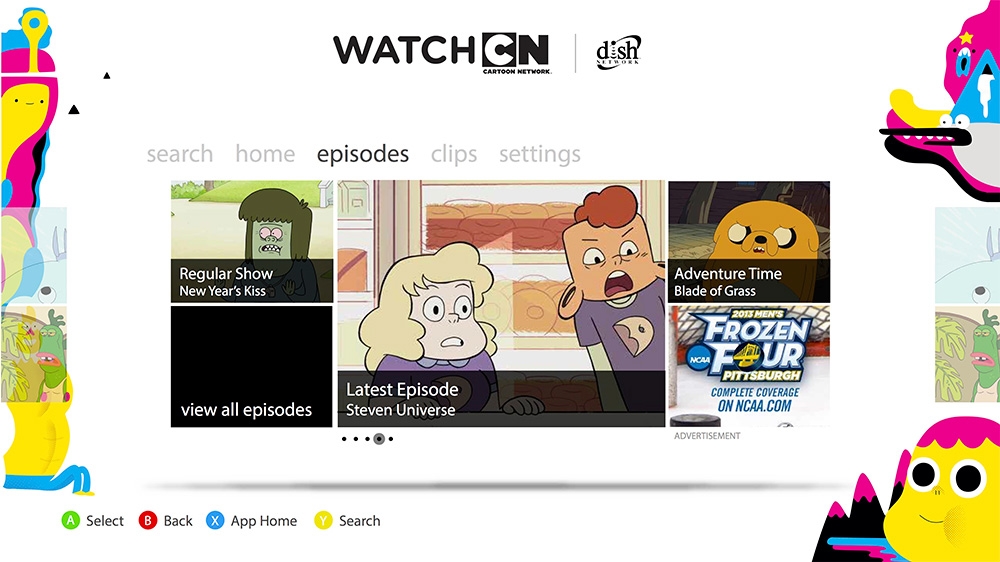 WATCH CN
CARTOON NETWORK.
dish
NETWORK
search home episodes clips settings
Regular Show
New Year's Kiss
view all episodes
Latest Episode
Steven Universe
Adventure Time
Blade of Grass
2013 MEN'S
FROZEN
NCAA
FOUR
PITTSBURGH
COMPLETE COVERAGE
ON NCAA.COM
ADVERTISEMENT
A Select B Back X App Home Y Search